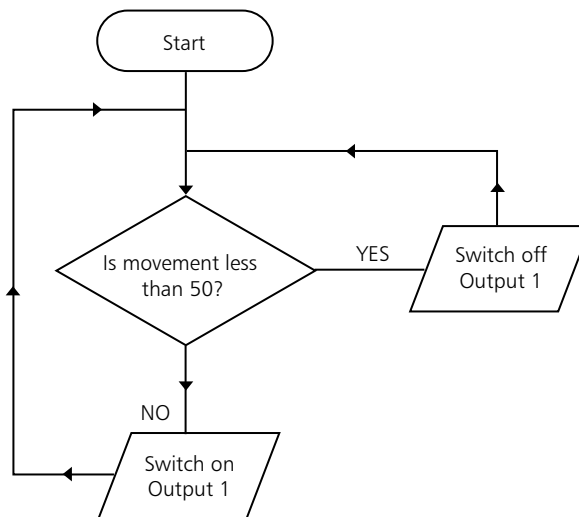 Start
Is movement less
than 50?
YES
Switch off
Output 1
NO
Switch on
Output 1